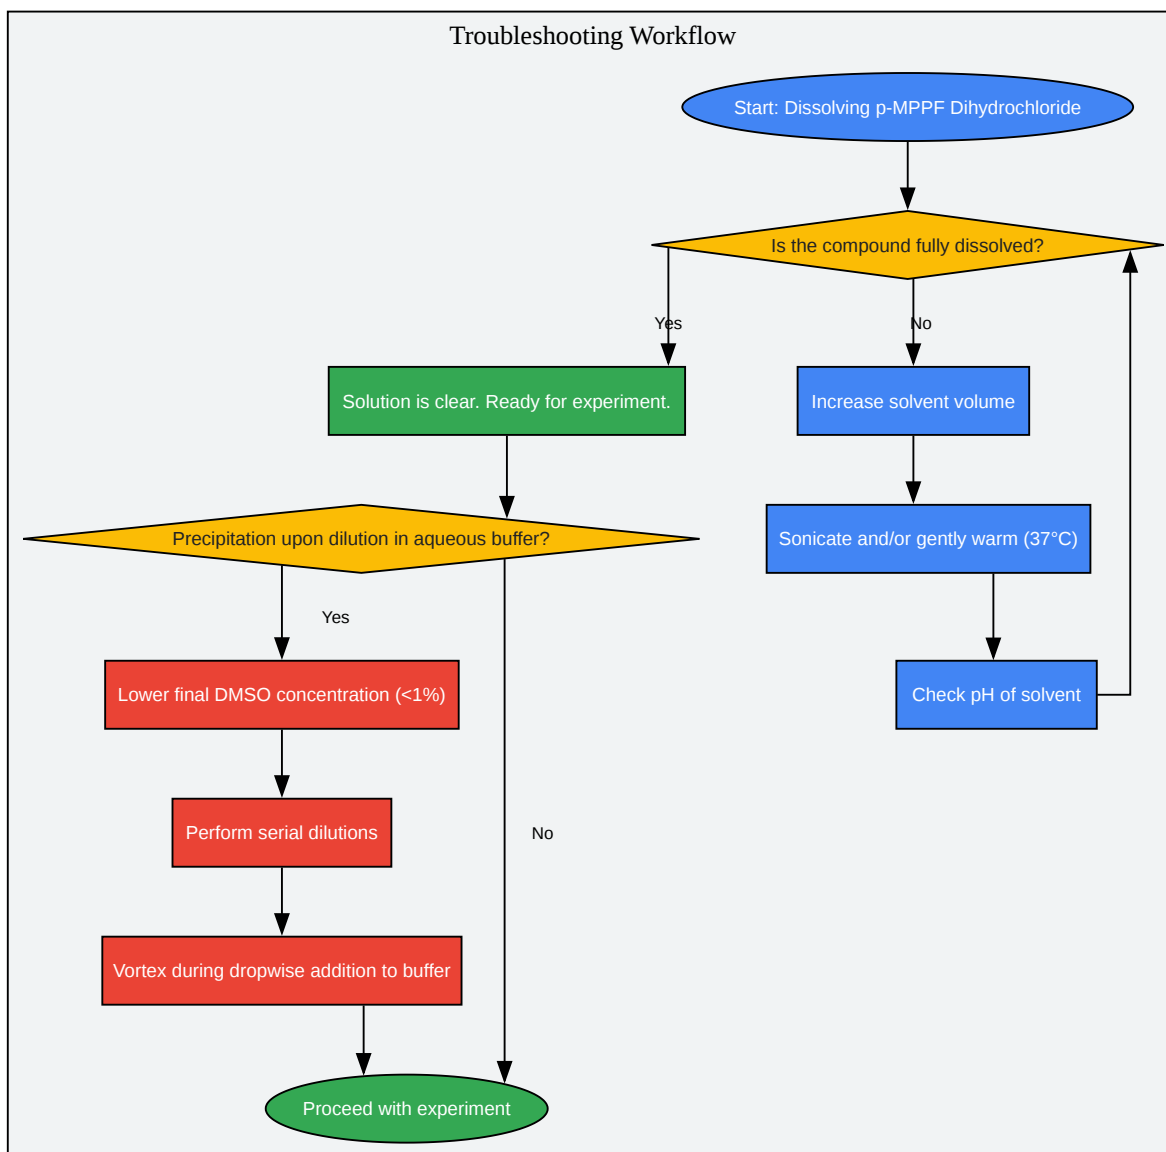 Troubleshooting Workflow
Start: Dissolving p-MPPF Dihydrochloride
Is the compound fully dissolved?
Yes
No
Solution is clear. Ready for experiment.
Increase solvent volume
Precipitation upon dilution in aqueous buffer?
Sonicate and/or gently warm (37°C)
Yes
Lower final DMSO concentration (<1%)
Check pH of solvent
Perform serial dilutions
No
Vortex during dropwise addition to buffer
Proceed with experiment